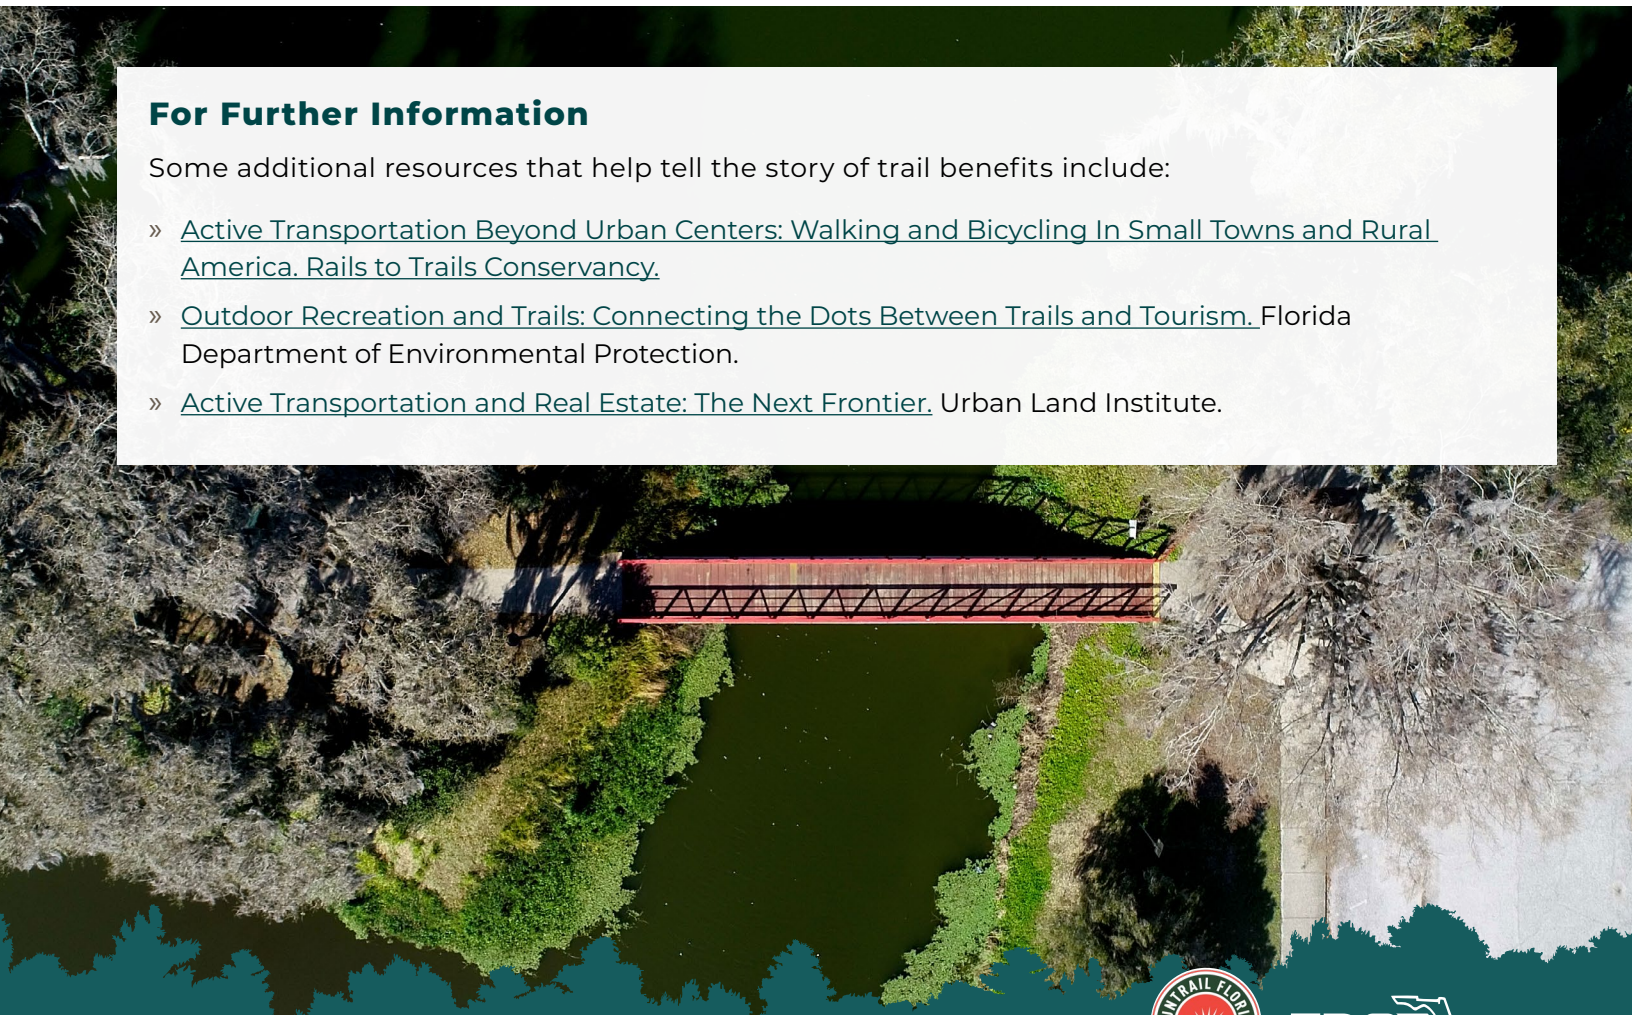 For Further Information
Some additional resources that help tell the story of trail benefits include:
» Active Transportation Beyond Urban Centers: Walking and Bicycling In Small Towns and Rural
America. Rails to Trails Conservancy.
» Outdoor Recreation and Trails: Connecting the Dots Between Trails and Tourism. Florida
Department of Environmental Protection.
» Active Transportation and Real Estate: The Next Frontier. Urban Land Institute.